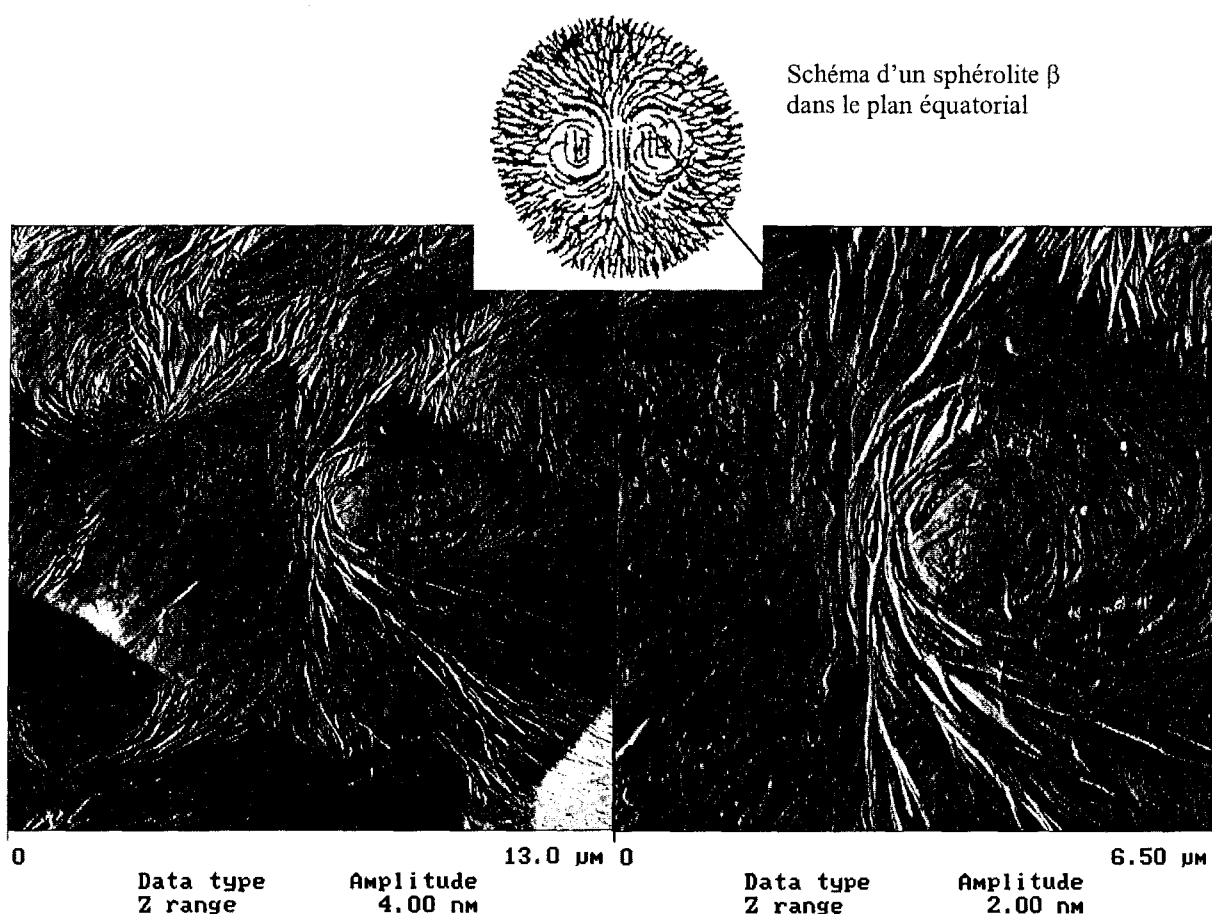 Schéma d'un sphérolite β
dans le plan équatorial
0 13.0 µM 0 6.50 µM
Data type Amplitude Data type Amplitude
Z range 4.00 nM Z range 2.00 nM